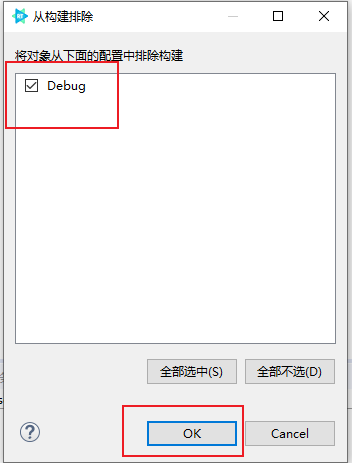 从构建排除
将对象从下面的配置中排除构建
Debug
全部选中(S)
全部不选(D)
OK
Cancel